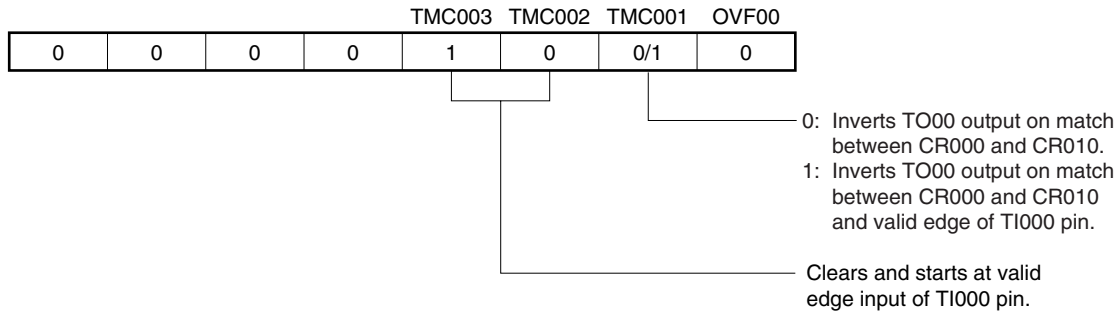 TMC003 TMC002 TMC001 OVF00
0 0 0 0 1 0 0/1 0
0: Inverts TO00 output on match
between CR000 and CR010.
1: Inverts TO00 output on match
between CR000 and CR010
and valid edge of TI000 pin.
Clears and starts at valid
edge input of TI000 pin.